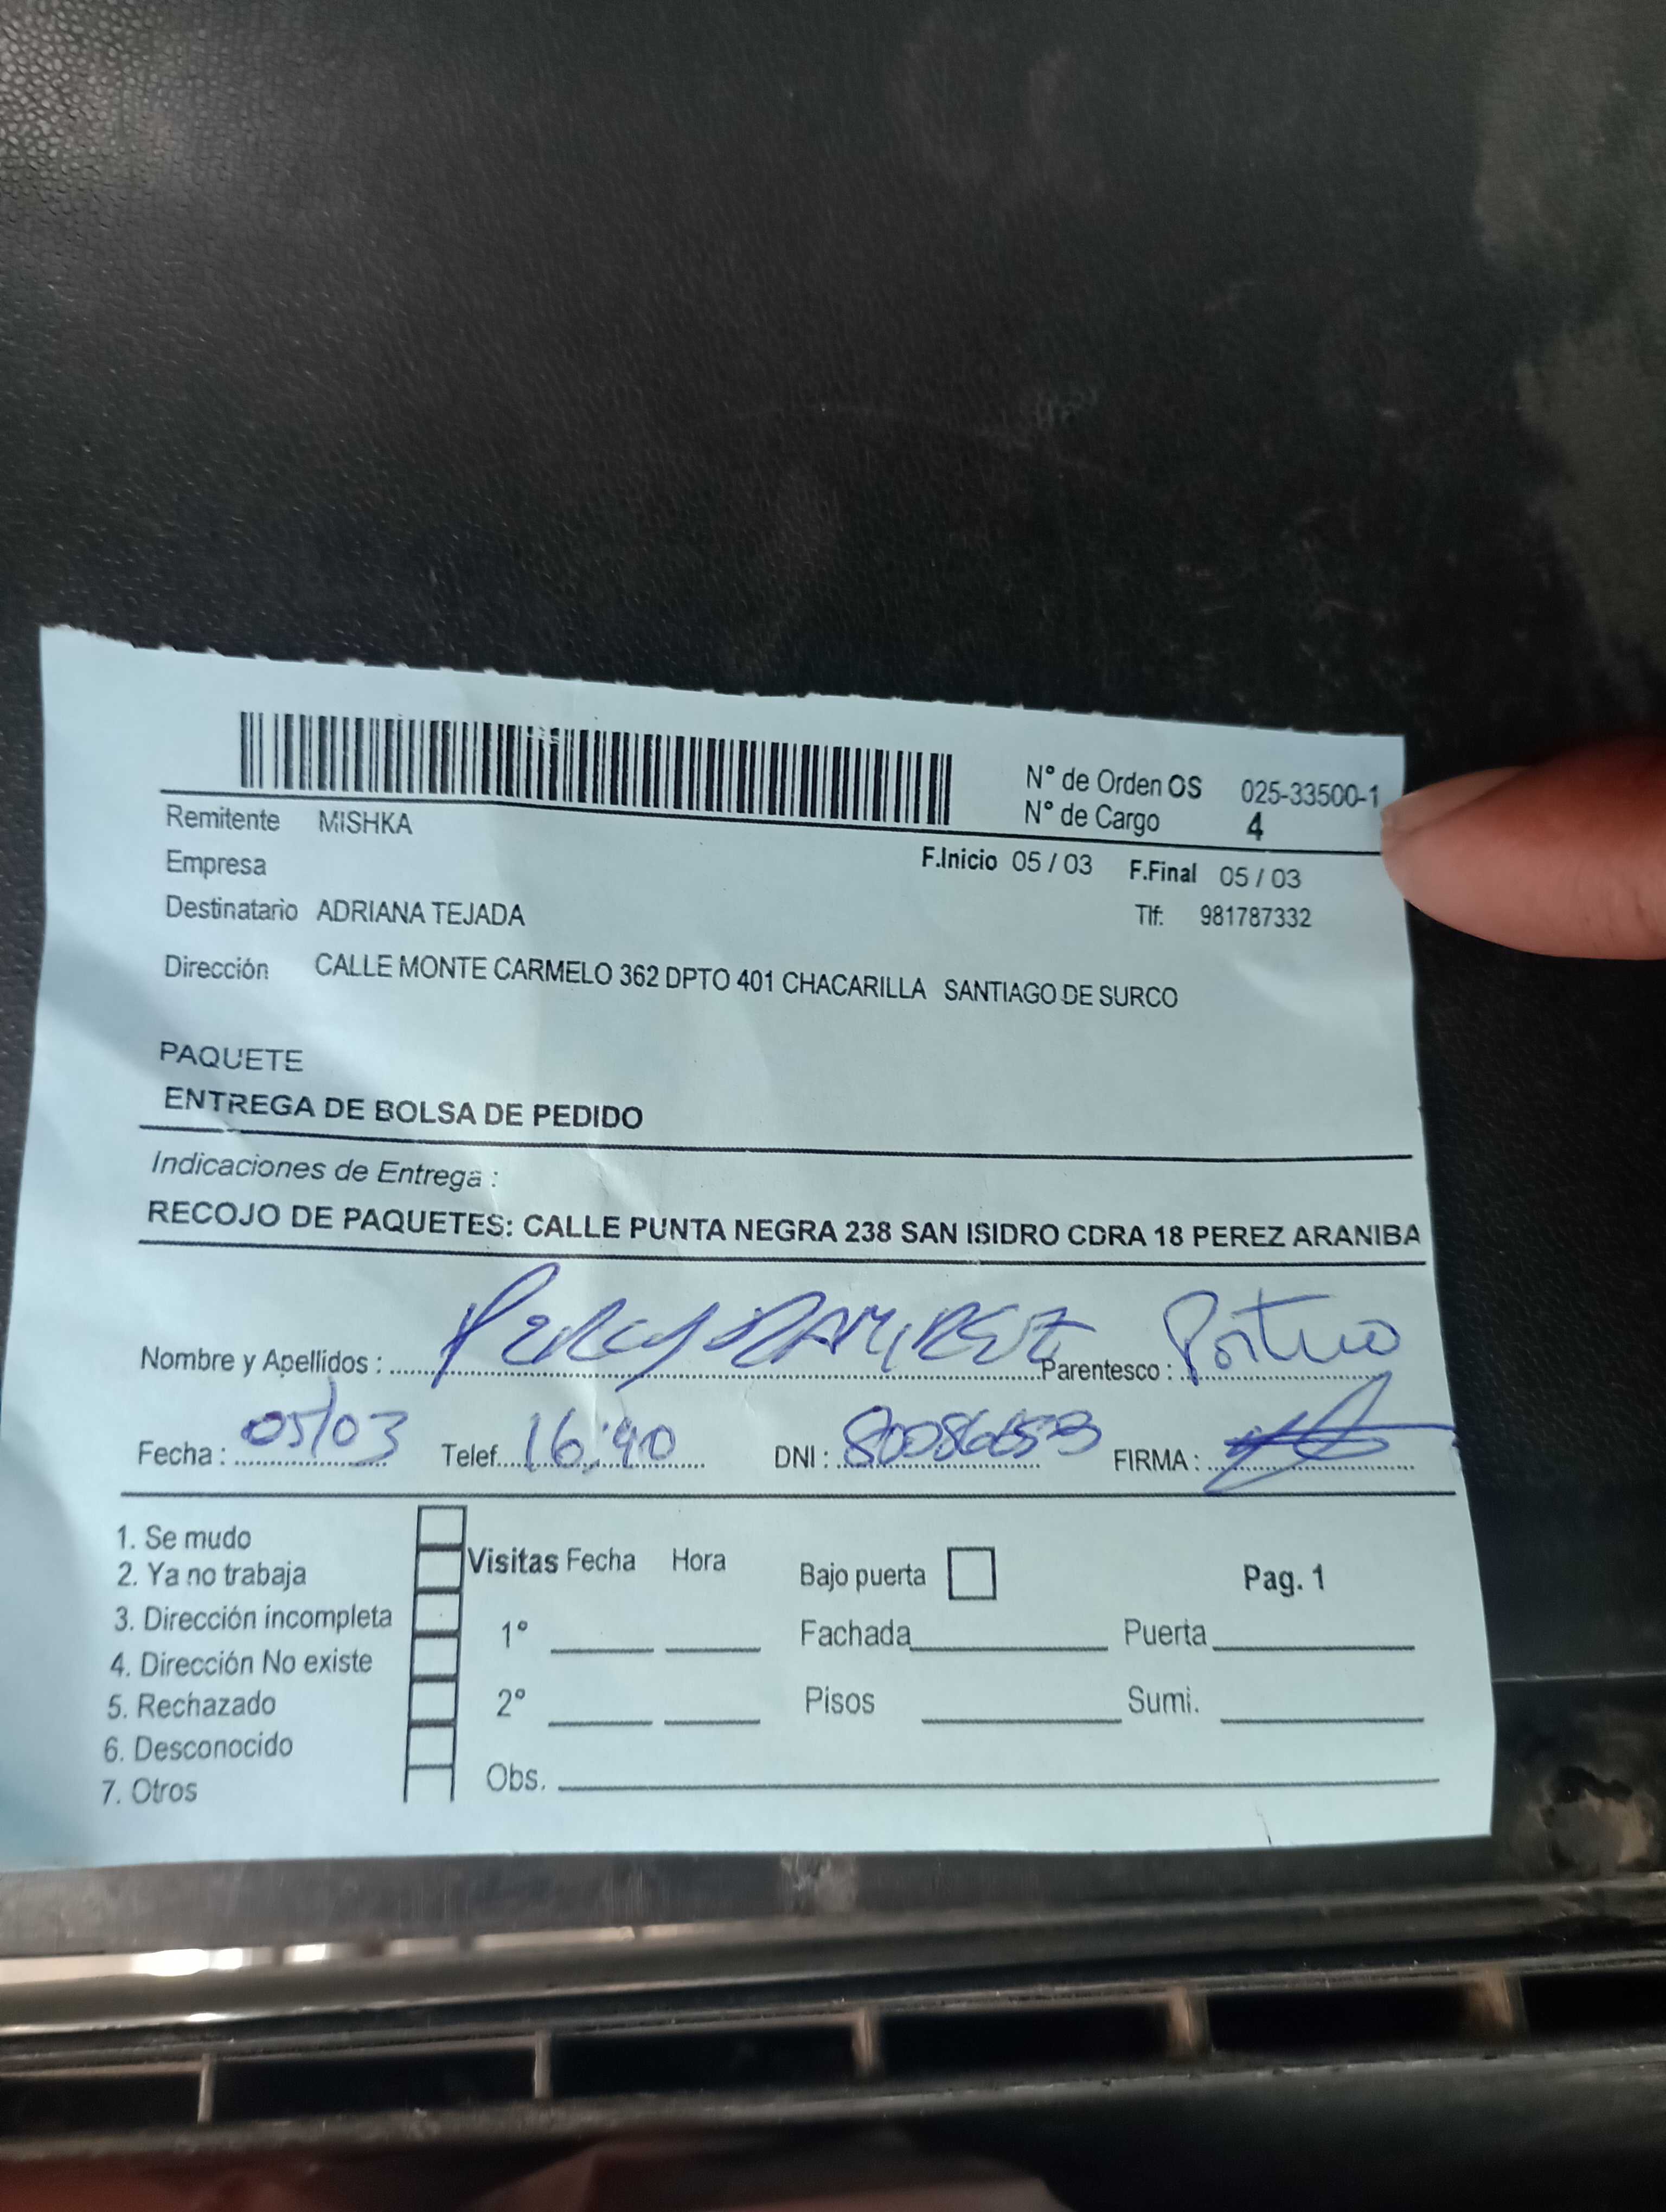 N° de Orden OS 025-33500-1
N° de Cargo 4
Remitente MISHKA
Empresa F.Inicio 05 / 03 F.Final 05 / 03
Destinatario ADRIANA TEJADA Tlf: 981787332
Dirección CALLE MONTE CARMELO 362 DPTO 401 CHACARILLA SANTIAGO DE SURCO
PAQUETE
ENTREGA DE BOLSA DE PEDIDO
Indicaciones de Entrega :
RECOJO DE PAQUETES: CALLE PUNTA NEGRA 238 SAN ISIDRO CDRA 18 PEREZ ARANIBA
Nombre y Apellidos : Percy RAMIREZ Parentesco :
Fecha : 05/03 Telef. 16:40 DNI : FIRMA :
1. Se mudo
2. Ya no trabaja
3. Dirección incompleta
4. Dirección No existe
5. Rechazado
6. Desconocido
7. Otros
Visitas Fecha Hora Bajo puerta Pag. 1
1° Fachada Puerta
2° Pisos Sumi.
Obs.